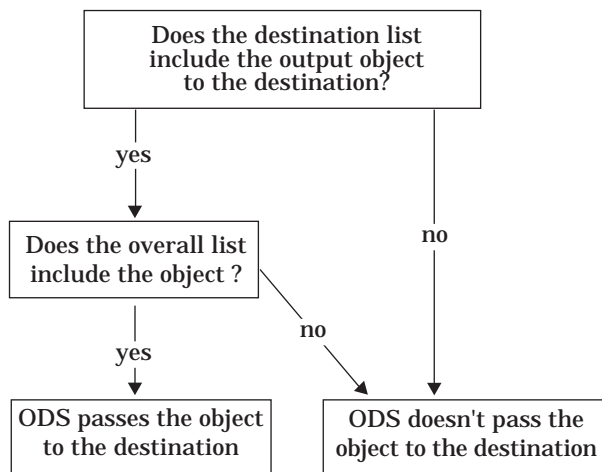 Does the destination list
include the output object
to the destination?
yes
no
Does the overall list
include the object ?
no
yes
ODS passes the object
to the destination
ODS doesn't pass the
object to the destination